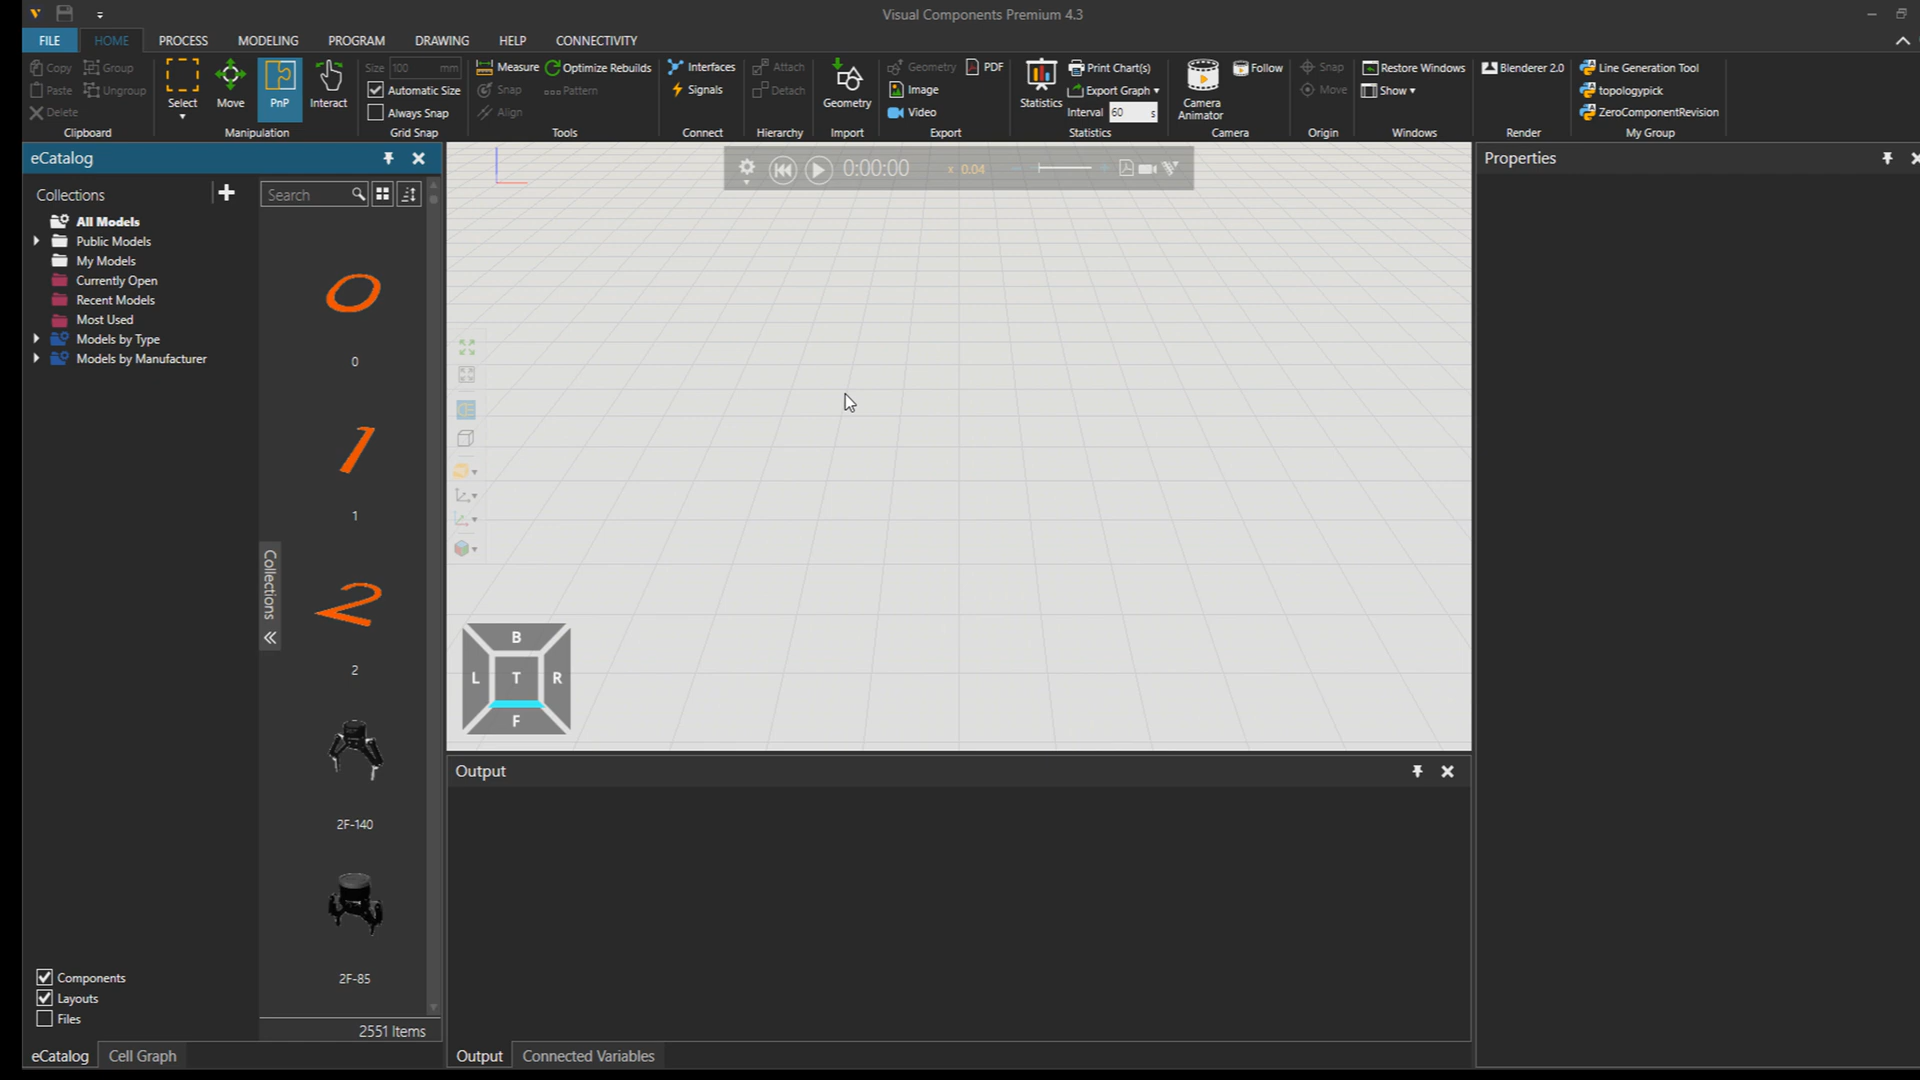 Visual Components Premium 4.3
FILE HOME PROCESS MODELING PROGRAM DRAWING HELP CONNECTIVITY
Copy Group
Paste Ungroup
Delete
Clipboard
Select Move PnP Interact
Manipulation
Size 100 mm
Automatic Size
Always Snap
Grid Snap
Measure Optimize Rebuilds
Snap Pattern
Align
Tools
Interfaces
Signals
Connect
Attach
Detach
Hierarchy
Geometry
Import
Geometry PDF
Image
Video
Export
Statistics
Print Chart(s)
Export Graph
Interval 60 s
Statistics
Camera
Animator
Follow
Camera
Snap
Move
Origin
Restore Windows
Show
Windows
Blenderer 2.0
Render
Line Generation Tool
topologypick
ZeroComponentRevision
My Group
eCatalog
Collections
All Models
Public Models
My Models
Currently Open
Recent Models
Most Used
Models by Type
Models by Manufacturer
Components
Layouts
Files
Search
0
0
1
1
2
2
2F-140
2F-85
2551 Items
Collections
eCatalog Cell Graph
0:00:00 x 0.04
B
L T R
F
Output
Output Connected Variables
Properties